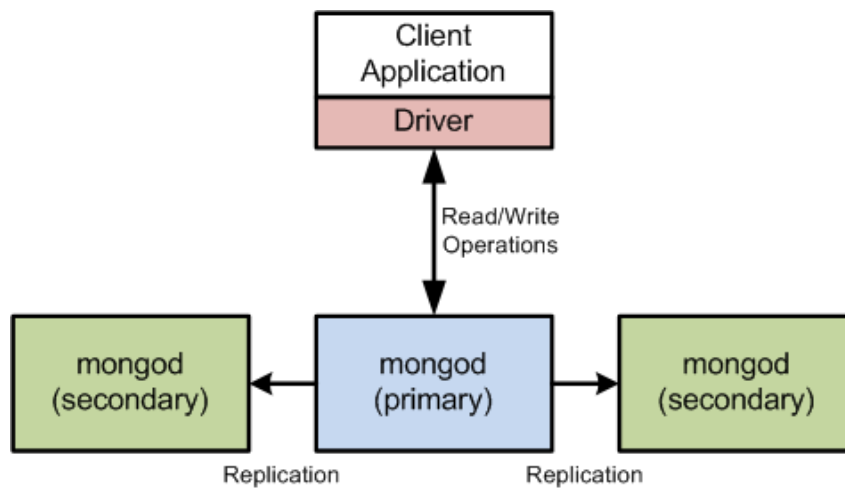 Client
Application
Driver
Read/Write
Operations
mongod
(secondary)
mongod
(primary)
mongod
(secondary)
Replication
Replication